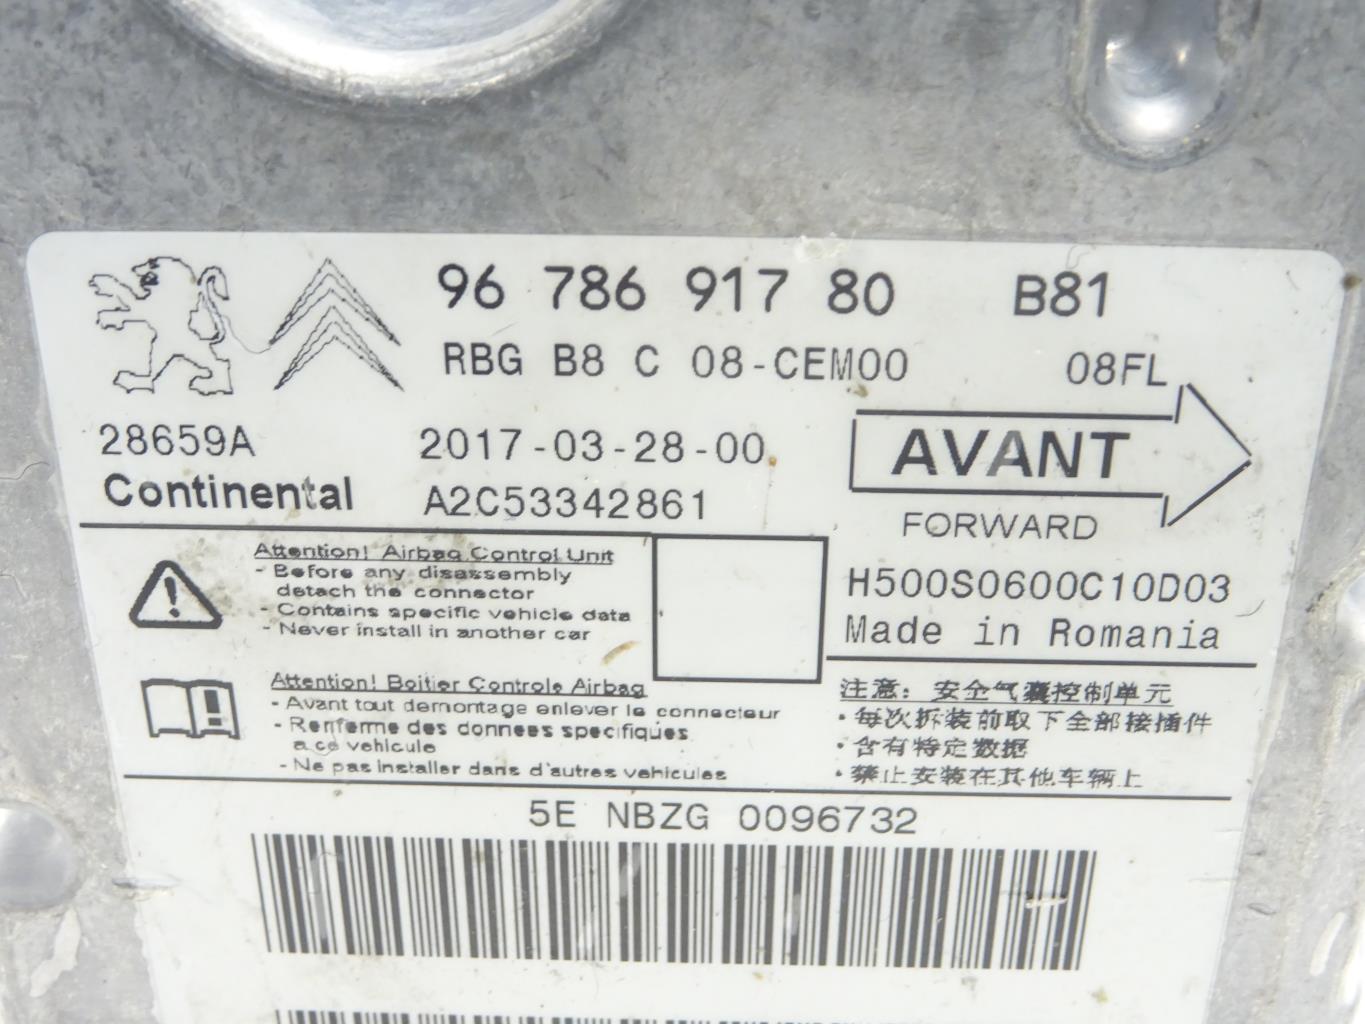 96 786 917 80 B81
RBG B8 C 08-CEM00 08FL
28659A 2017-03-28-00 AVANT
Continental A2C53342861 FORWARD
Attention! Airbag Control Unit
- Before any disassembly
detach the connector
- Contains specific vehicle data
- Never install in another car
H500S0600C10D03
Made in Romania
Attention! Boitier Controle Airbag
- Avant tout demontage enlever le connecteur
- Renferme des donnees specifiques
a ce vehicule
- Ne pas installer dans d'autres vehicules
注意: 安全气囊控制单元
·每次拆装前取下全部接插件
·含有特定数据
·禁止安装在其他车辆上
5E NBZG 0096732